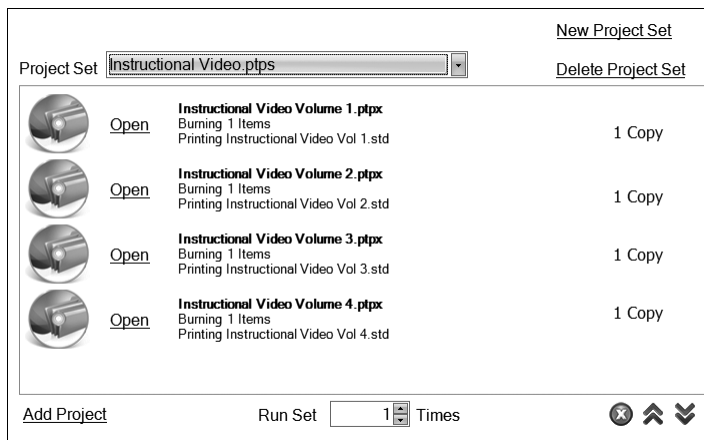 New Project Set
Project Set Instructional Video.ptps
Delete Project Set
Open
Instructional Video Volume 1.ptpx
Burning 1 Items
Printing Instructional Video Vol 1.std
1 Copy
Open
Instructional Video Volume 2.ptpx
Burning 1 Items
Printing Instructional Video Vol 2.std
1 Copy
Open
Instructional Video Volume 3.ptpx
Burning 1 Items
Printing Instructional Video Vol 3.std
1 Copy
Open
Instructional Video Volume 4.ptpx
Burning 1 Items
Printing Instructional Video Vol 4.std
1 Copy
Add Project
Run Set 1 Times